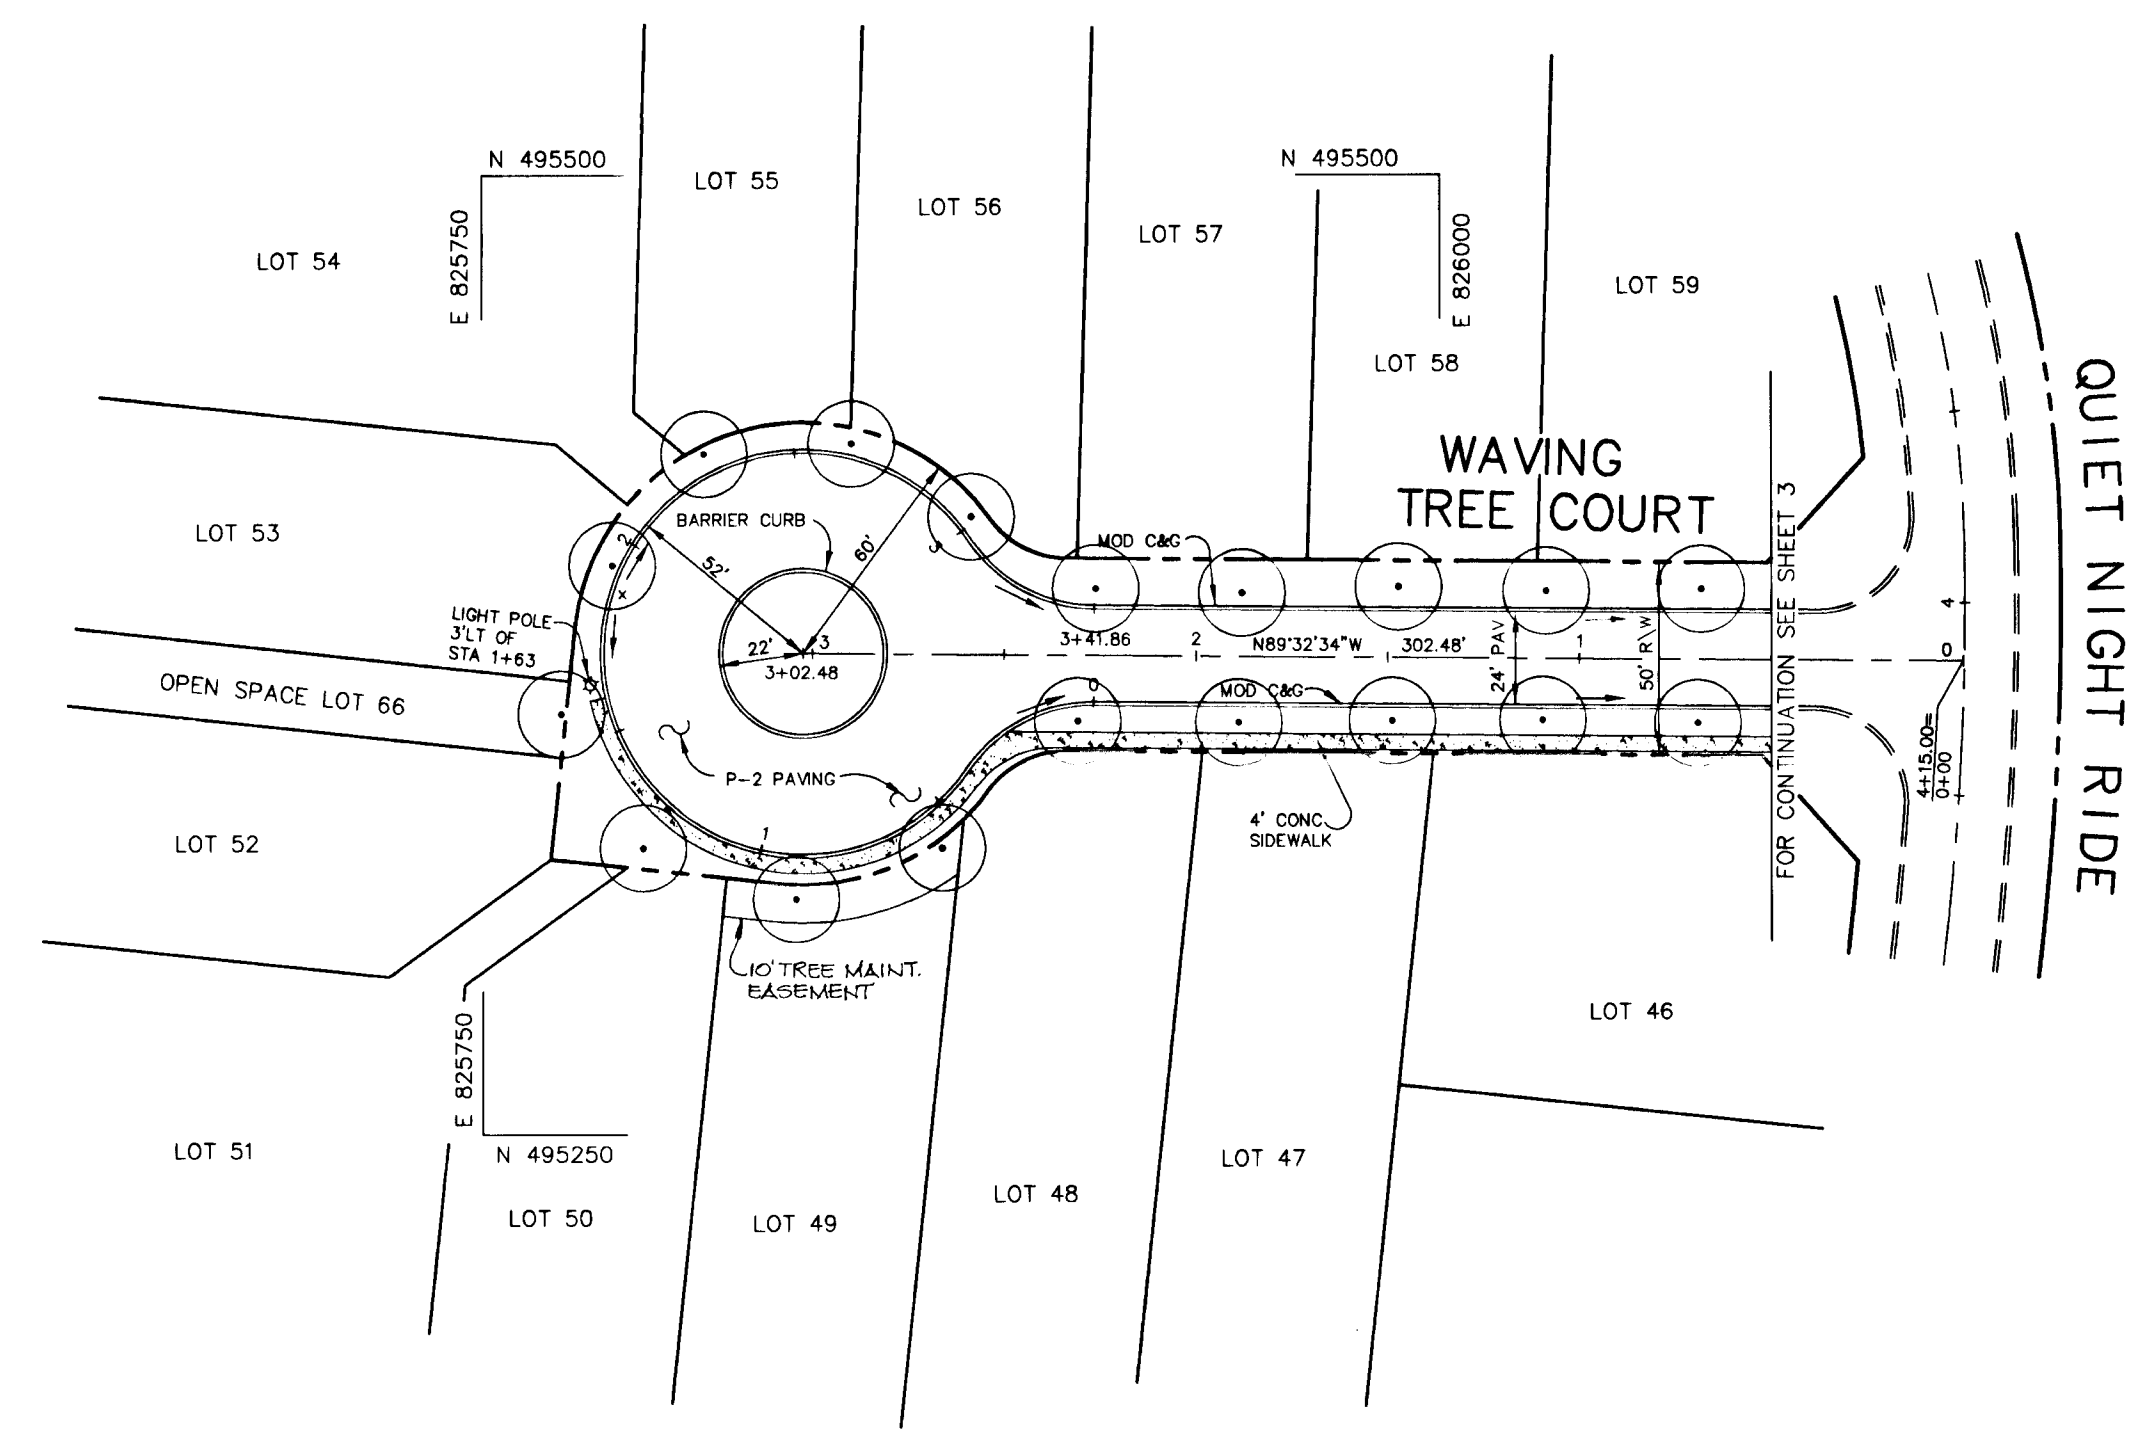 N 495500
E 8257750
LOT 55
LOT 56
LOT 57
N 495500
E 826000
LOT 54
LOT 59
LOT 58
QUIET NIGHT RIDE
WAVING
TREE COURT
FOR CONTINUATION SEE SHEET 3
LOT 53
BARRIER CURB
MOD C&G
2
52'
60'
3
LIGHT POLE
3'LT OF
STA 1+63
22'
3
3+02.48
3+41.86
2
N89°32'34"W
302.48'
24' PAV
1
50' R\W
4
0
4+15.00=
0+00
0
MOD C&G
OPEN SPACE LOT 66
P-2 PAVING
1
4' CONC
SIDEWALK
LOT 52
10' TREE MAINT.
EASEMENT
E 825750
N 495250
LOT 46
LOT 51
LOT 50
LOT 49
LOT 48
LOT 47